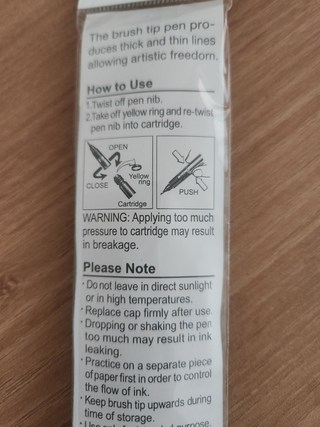 The brush tip pen pro-
duces thick and thin lines
allowing artistic freedom.
How to Use
1.Twist off pen nib.
2.Take off yellow ring and re-twist
pen nib into cartridge.
OPEN
CLOSE
Yellow
ring
Cartridge
PUSH
WARNING: Applying too much
pressure to cartridge may result
in breakage.
Please Note
·Do not leave in direct sunlight
or in high temperatures.
·Replace cap firmly after use.
·Dropping or shaking the pen
too much may result in ink
leaking.
·Practice on a separate piece
of paper first in order to control
the flow of ink.
·Keep brush tip upwards during
time of storage.